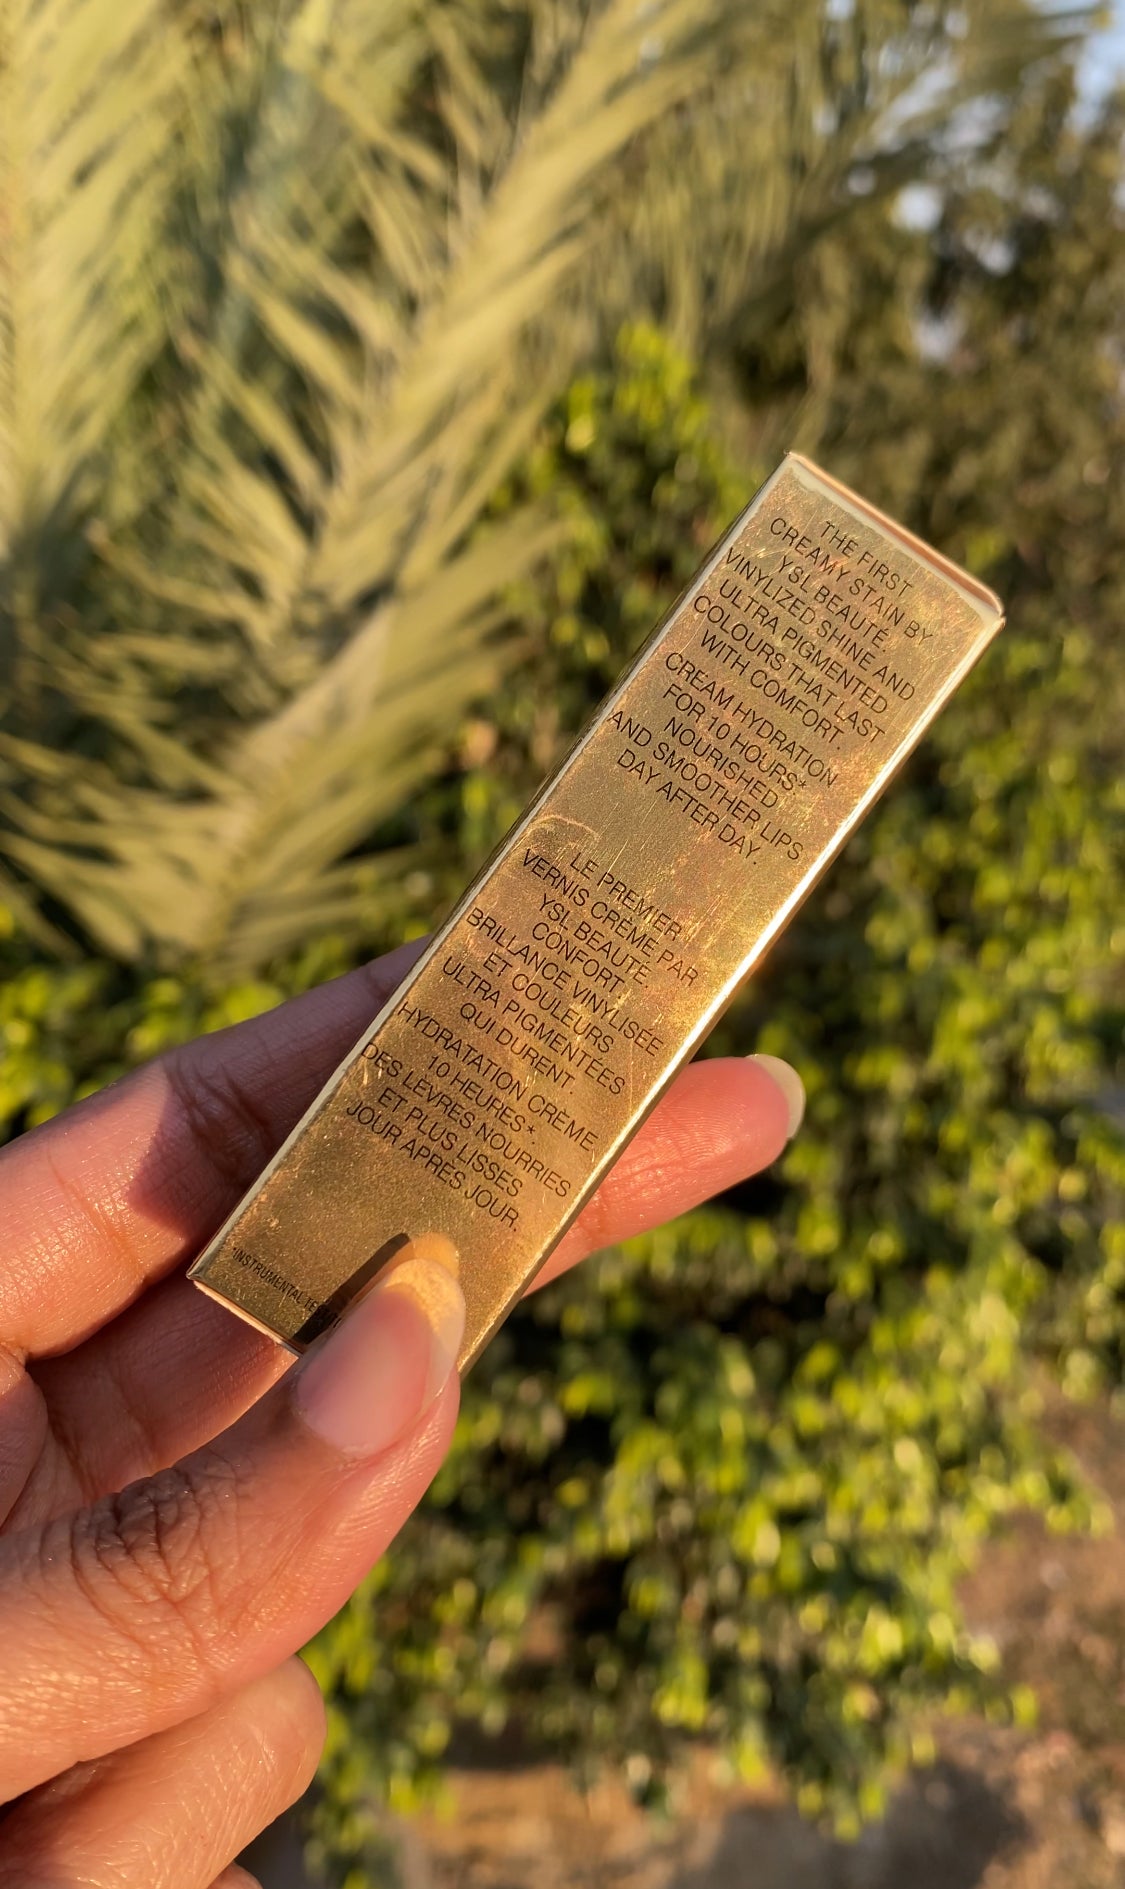 THE FIRST
CREAMY STAIN BY
YSL BEAUTÉ.
VINYLIZED SHINE AND
ULTRA PIGMENTED
COLOURS THAT LAST
WITH COMFORT.
CREAM HYDRATION
FOR 10 HOURS*
NOURISHED
AND SMOOTHER LIPS
DAY AFTER DAY.
LE PREMIER
VERNIS CRÈME PAR
YSL BEAUTÉ.
CONFORT,
BRILLANCE VINYLISÉE
ET COULEURS
ULTRA PIGMENTÉES
QUI DURENT.
HYDRATATION CRÈME
10 HEURES*.
DES LÈVRES NOURRIES
ET PLUS LISSES
JOUR APRÈS JOUR.
*INSTRUMENTAL